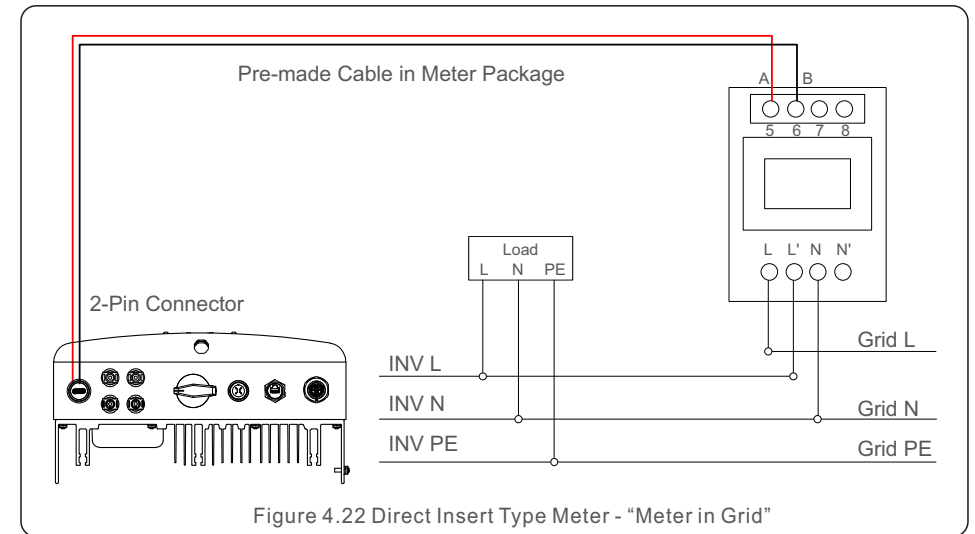 Pre-made Cable in Meter Package
A B
5 6 7 8
Load
L N PE
L L' N N'
2-Pin Connector
Grid L
INV L
INV N
Grid N
INV PE
Grid PE
Figure 4.22 Direct Insert Type Meter - “Meter in Grid”